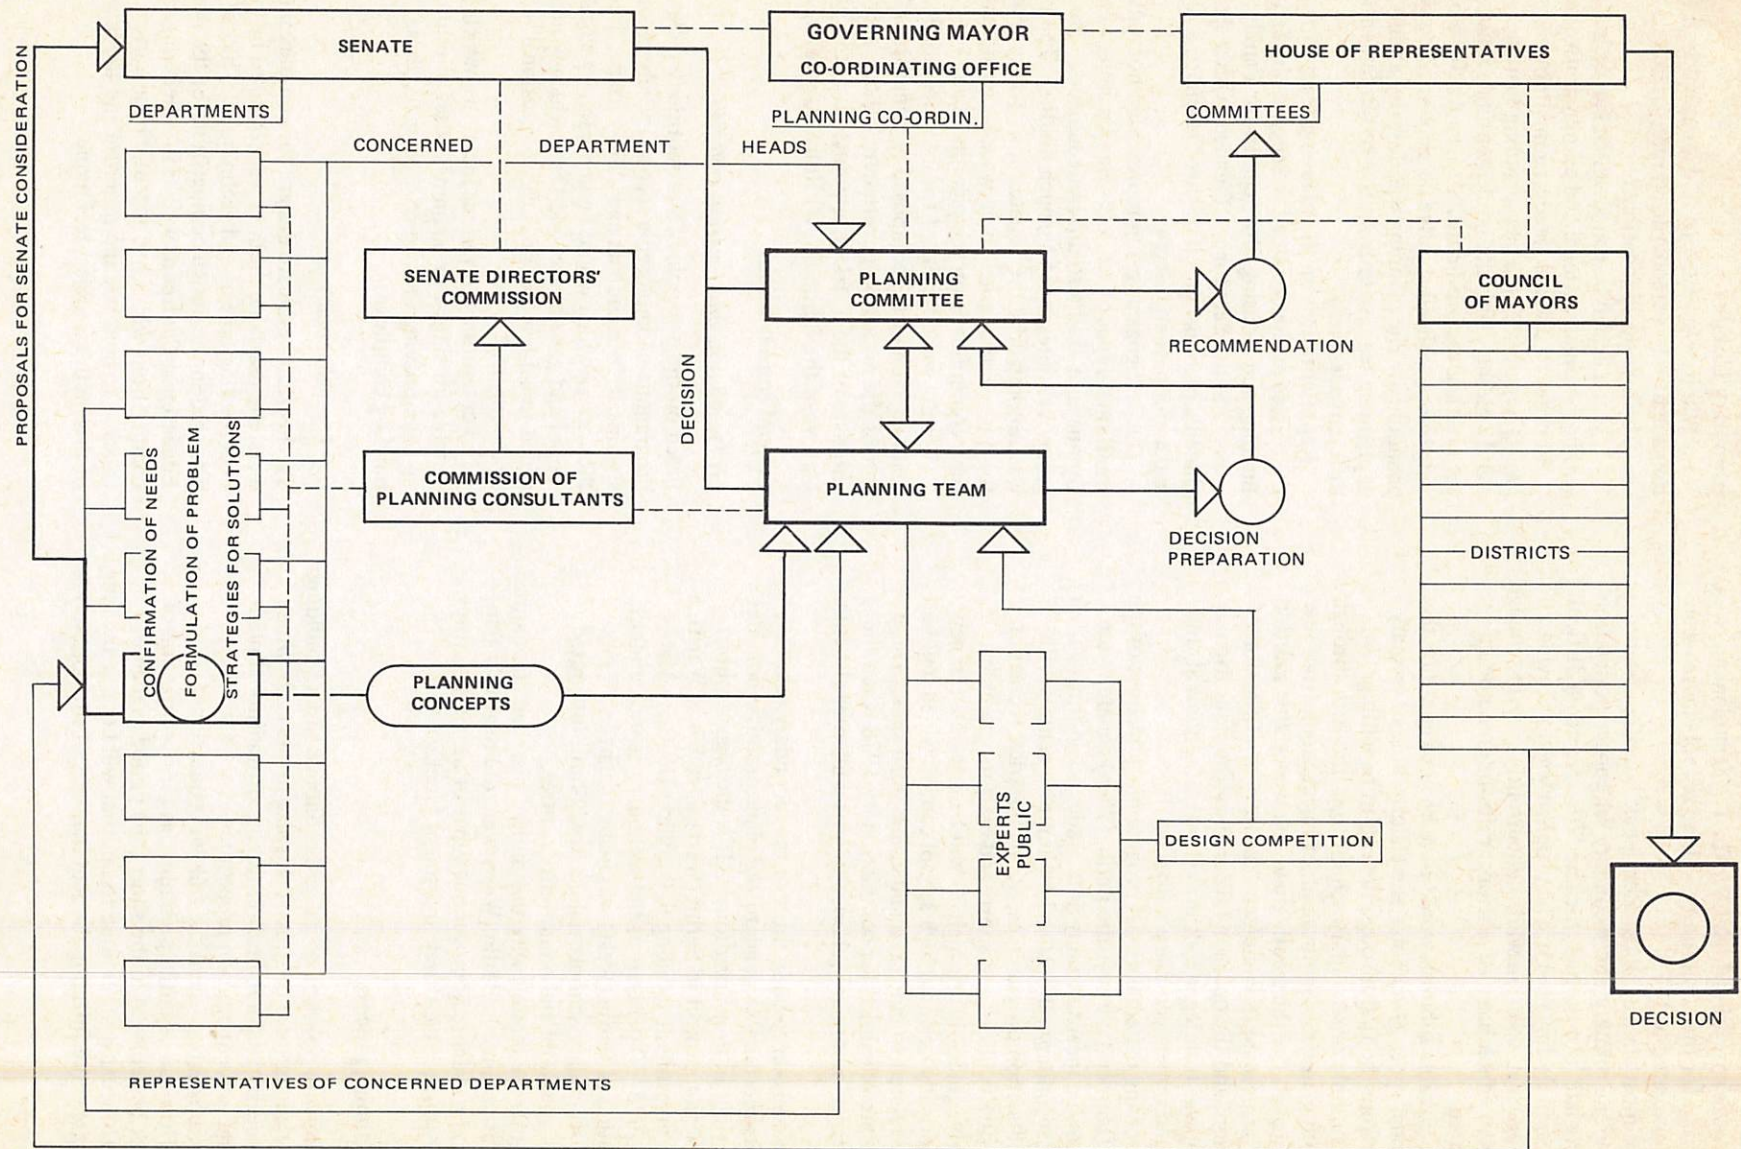 PROPOSALS FOR SENATE CONSIDERATION
SENATE
GOVERNING MAYOR
CO-ORDINATING OFFICE
HOUSE OF REPRESENTATIVES
DEPARTMENTS
PLANNING CO-ORDIN.
COMMITTEES
CONCERNED DEPARTMENT HEADS
SENATE DIRECTORS'
COMMISSION
PLANNING
COMMITTEE
COUNCIL
OF MAYORS
RECOMMENDATION
DECISION
COMMISSION OF
PLANNING CONSULTANTS
PLANNING TEAM
DECISION
PREPARATION
DISTRICTS
CONFIRMATION OF NEEDS
FORMULATION OF PROBLEM
STRATEGIES FOR SOLUTIONS
PLANNING
CONCEPTS
EXPERTS
PUBLIC
DESIGN COMPETITION
DECISION
REPRESENTATIVES OF CONCERNED DEPARTMENTS